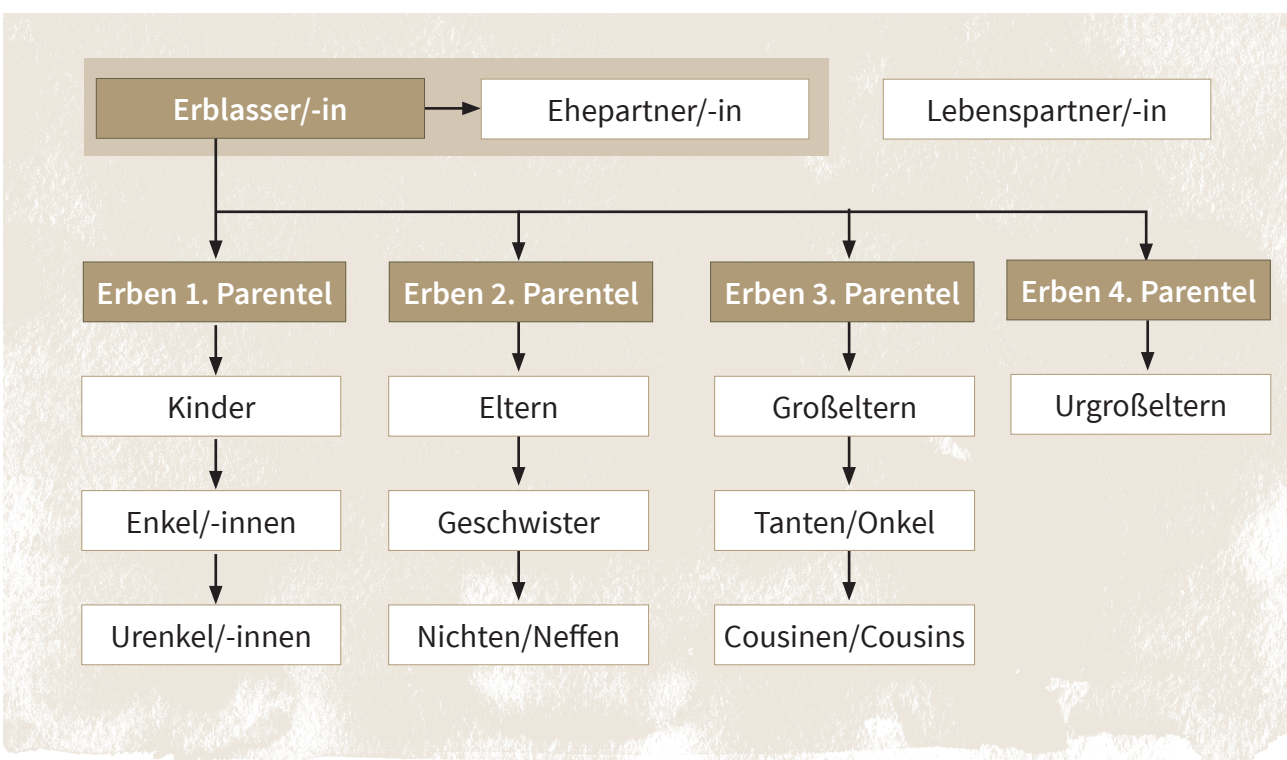 Erblasser/-in
Ehepartner/-in
Lebenspartner/-in
Erben 1. Parentel
Erben 2. Parentel
Erben 3. Parentel
Erben 4. Parentel
Kinder
Eltern
Großeltern
Urgroßeltern
Enkel/-innen
Geschwister
Tanten/Onkel
Urenkel/-innen
Nichten/Neffen
Cousinen/Cousins